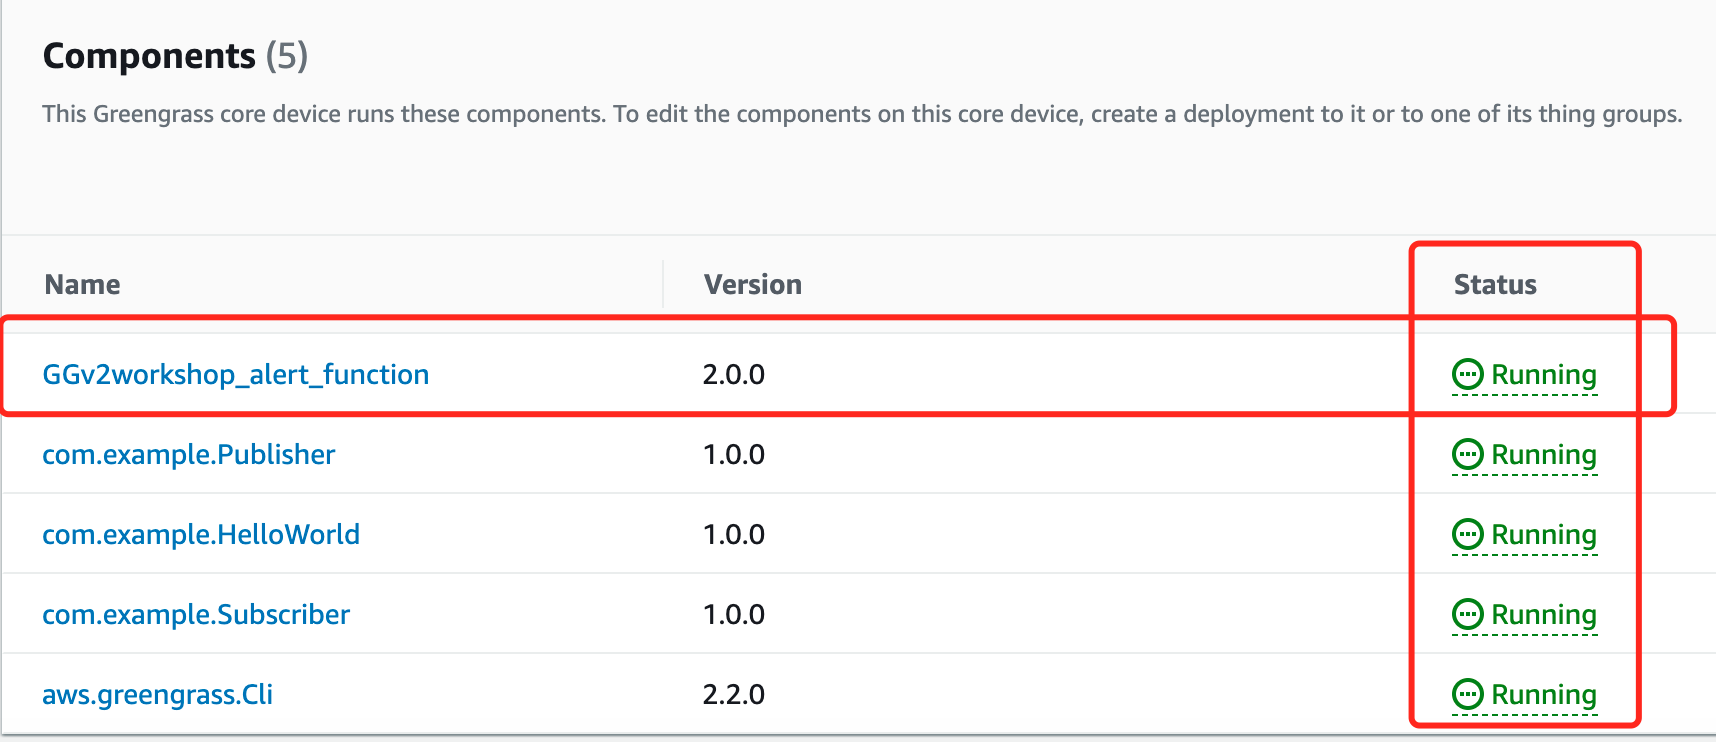 Components (5)
This Greengrass core device runs these components. To edit the components on this core device, create a deployment to it or to one of its thing groups.
Name Version Status
GGv2workshop_alert_function 2.0.0 Running
com.example.Publisher 1.0.0 Running
com.example.HelloWorld 1.0.0 Running
com.example.Subscriber 1.0.0 Running
aws.greengrass.Cli 2.2.0 Running